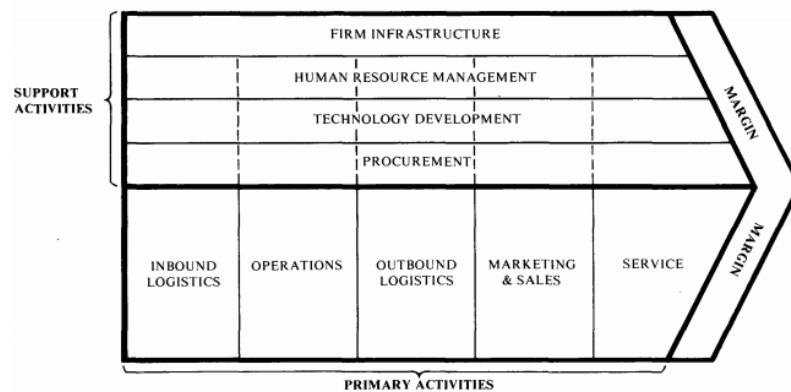 FIRM INFRASTRUCTURE
HUMAN RESOURCE MANAGEMENT
SUPPORT
ACTIVITIES
TECHNOLOGY DEVELOPMENT
PROCUREMENT
MARGIN
INBOUND
LOGISTICS
OPERATIONS
OUTBOUND
LOGISTICS
MARKETING
& SALES
SERVICE
MARGIN
PRIMARY ACTIVITIES